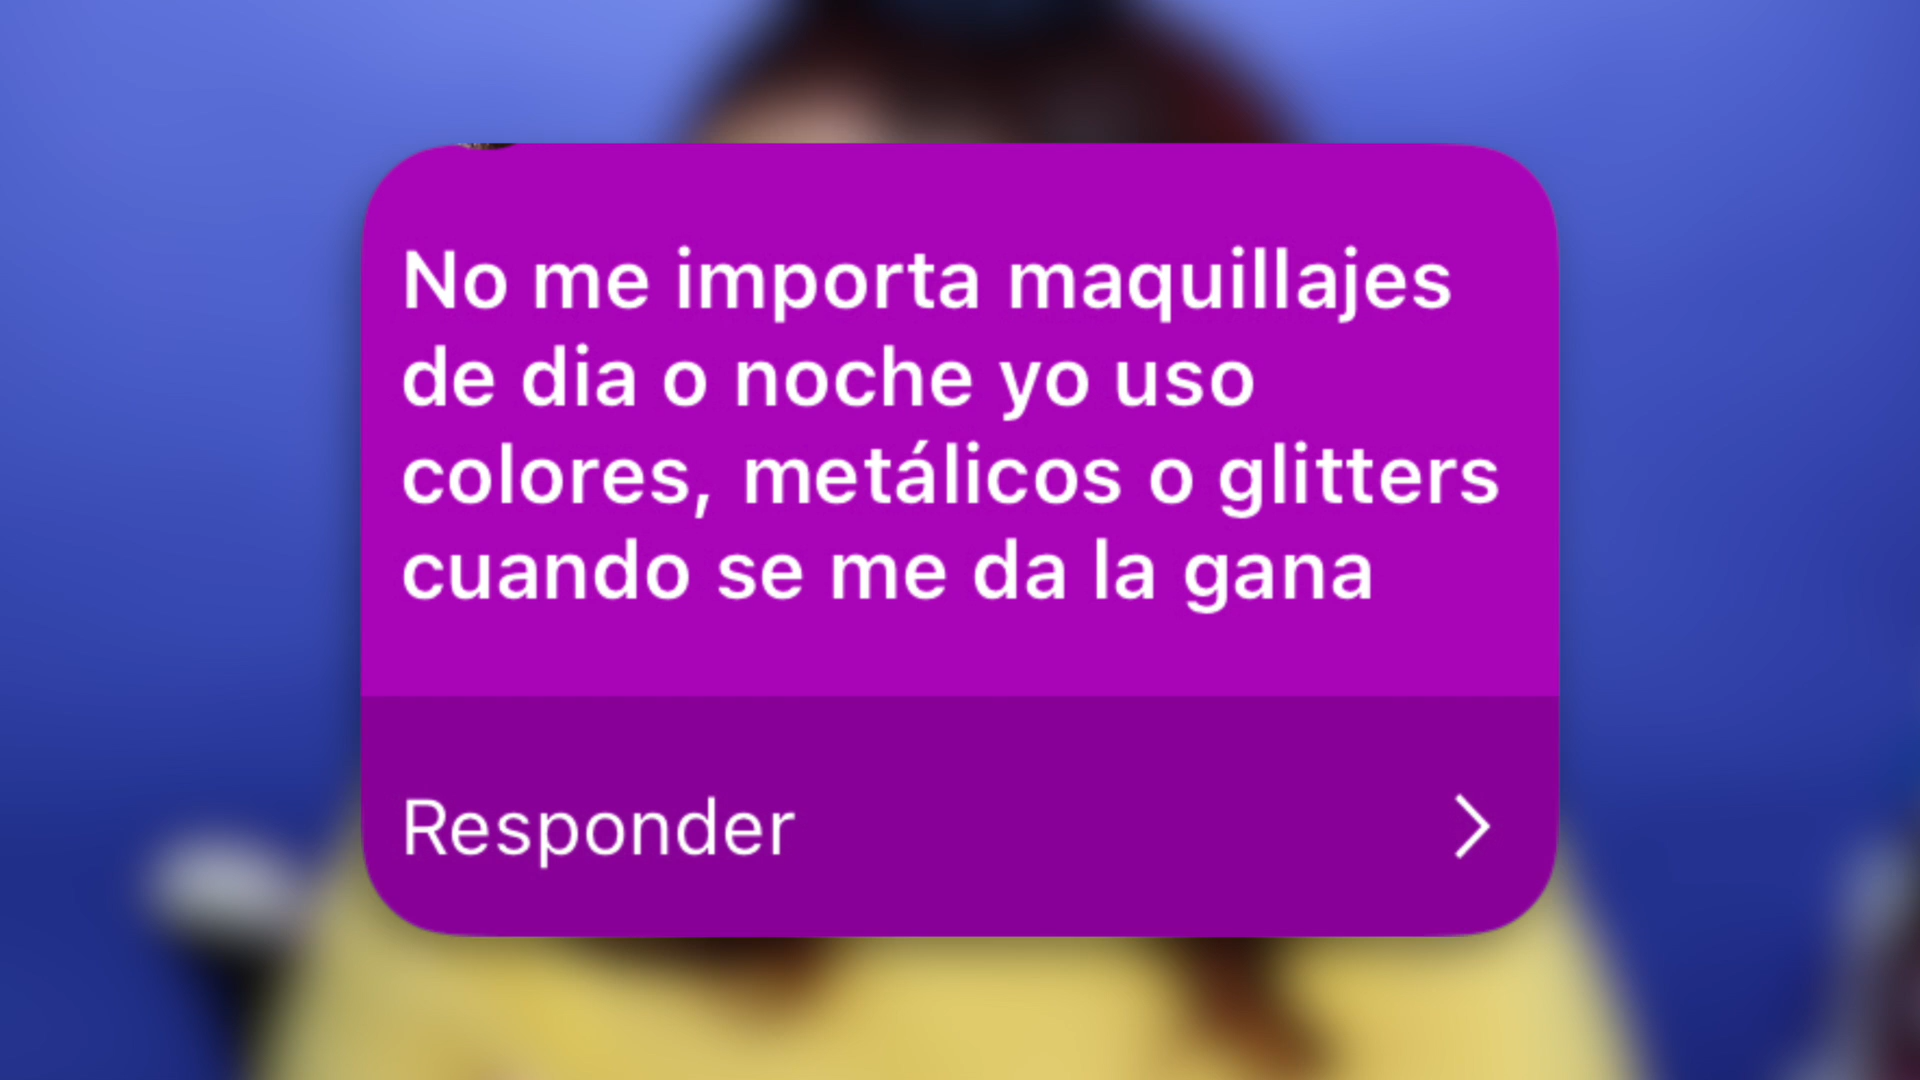 No me importa maquillajes
de dia o noche yo uso
colores, metálicos o glitters
cuando se me da la gana
Responder